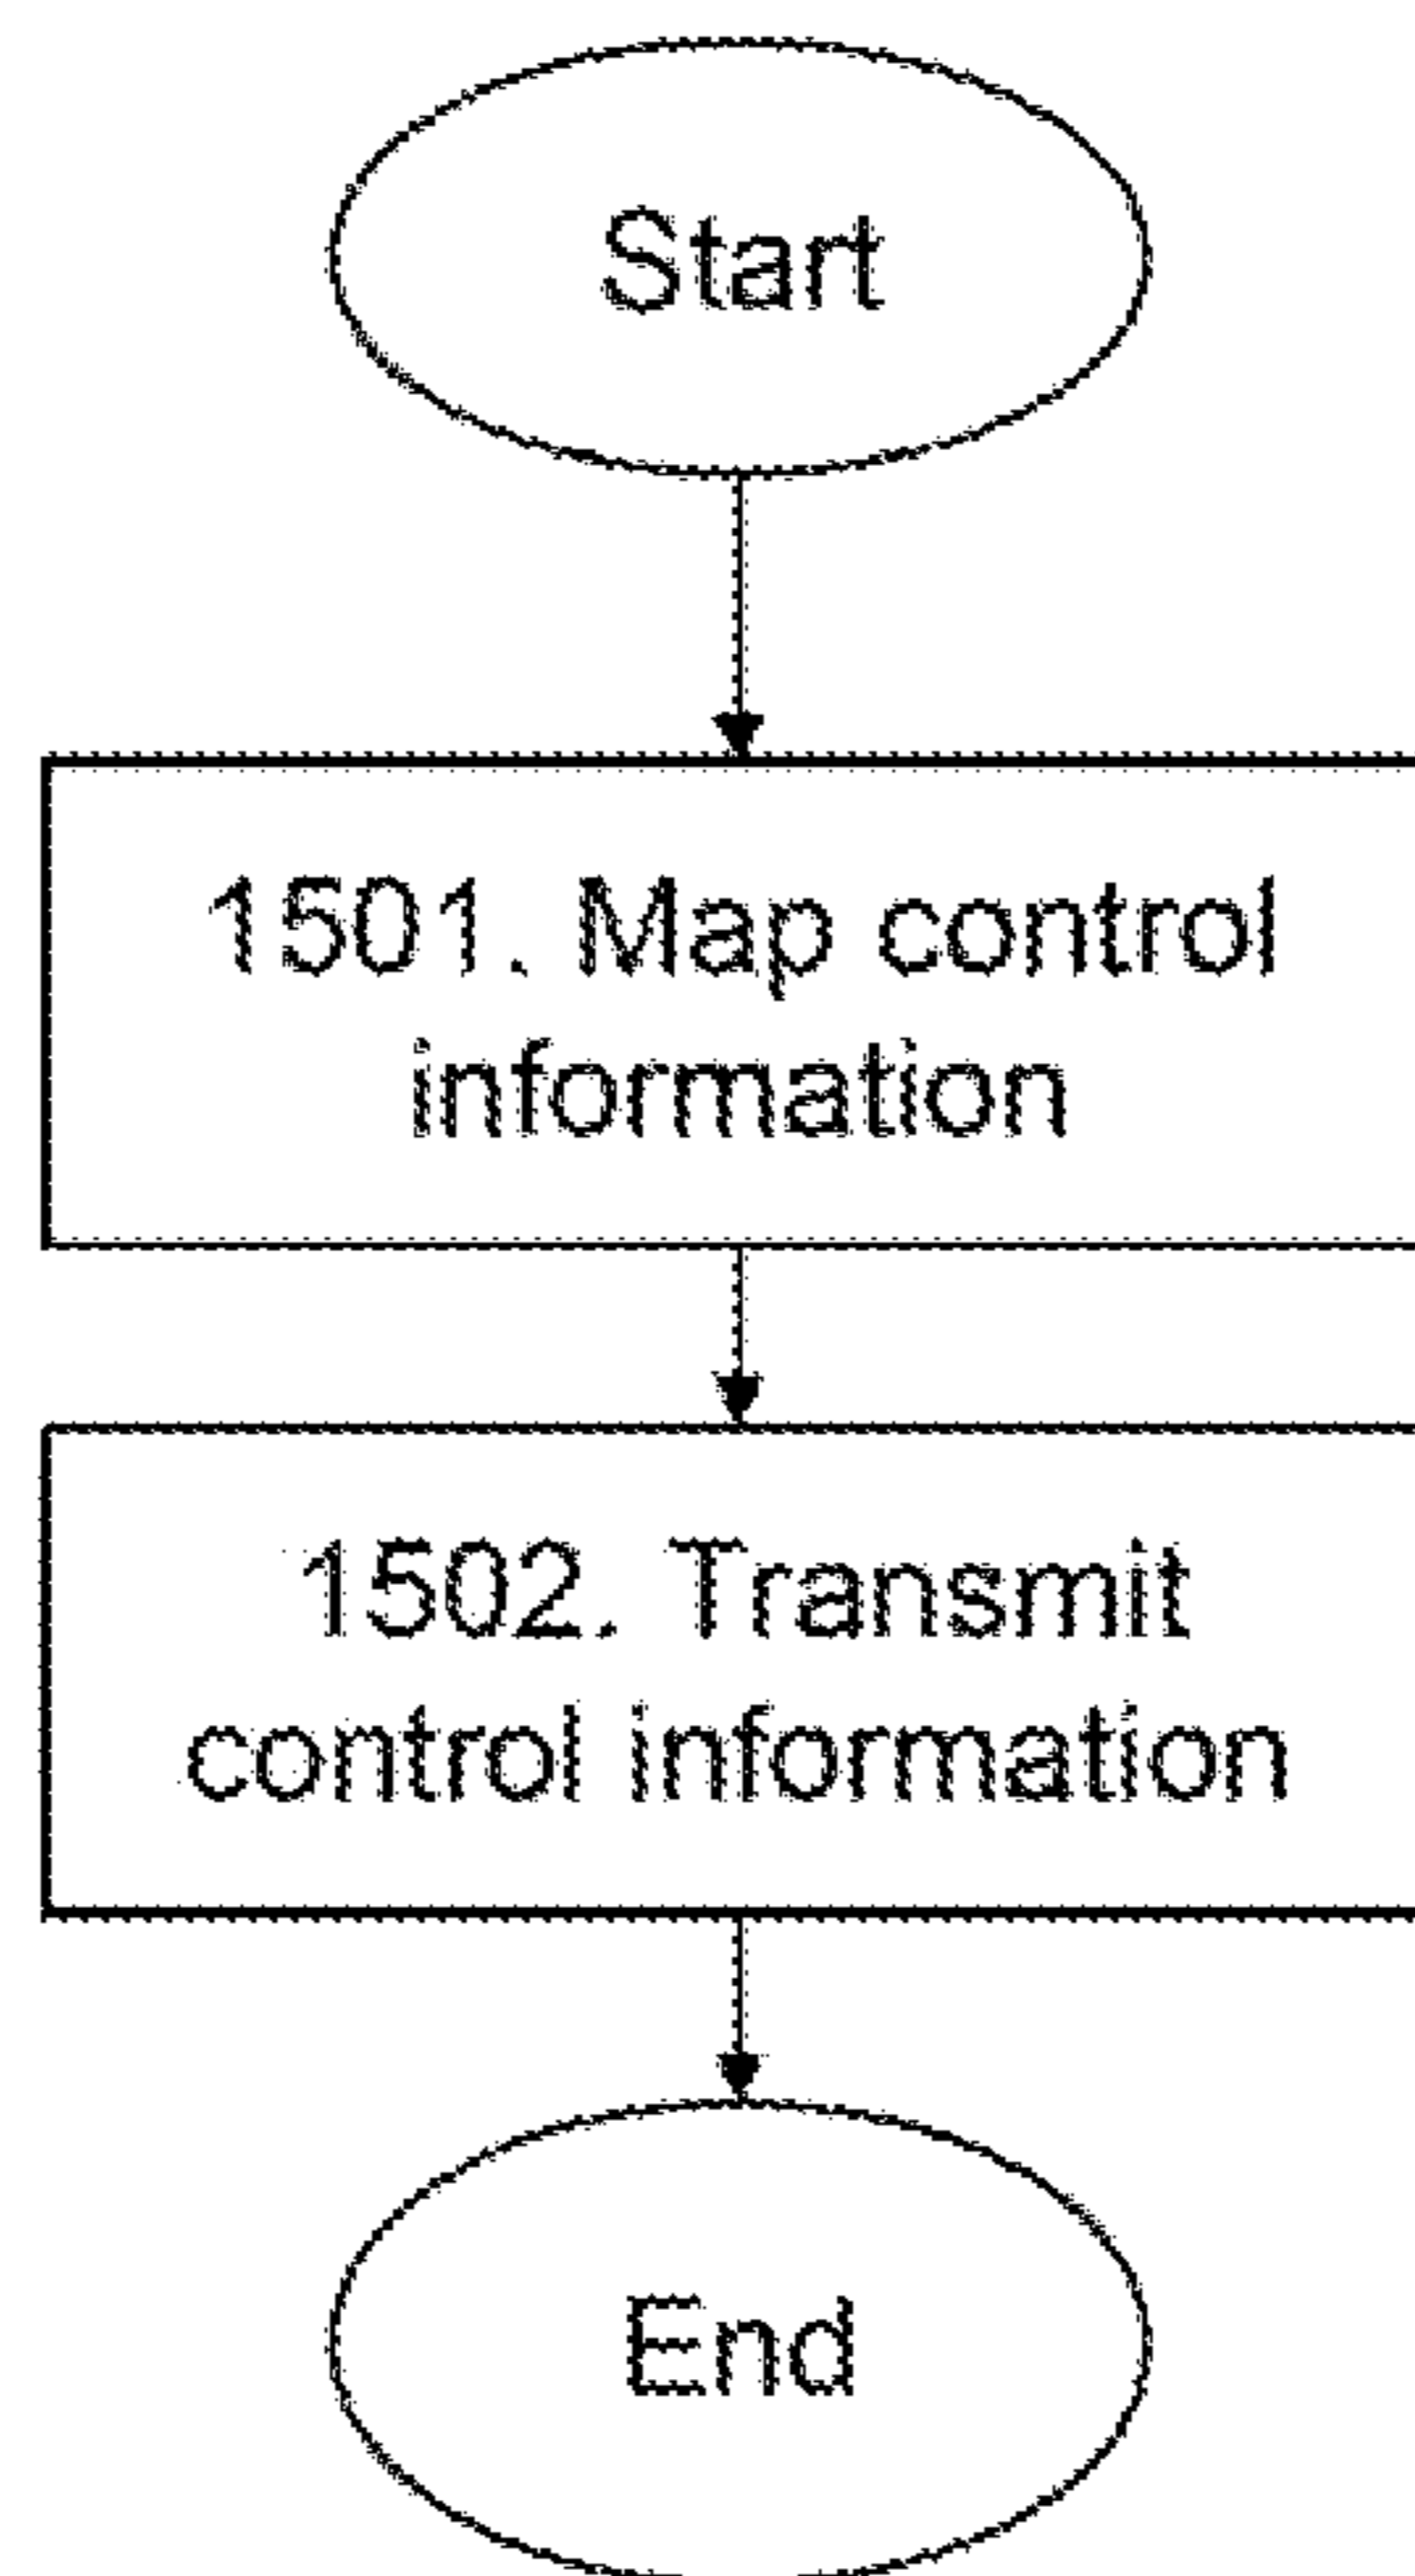 Start
1501. Map control
information
1502. Transmit
control information
End